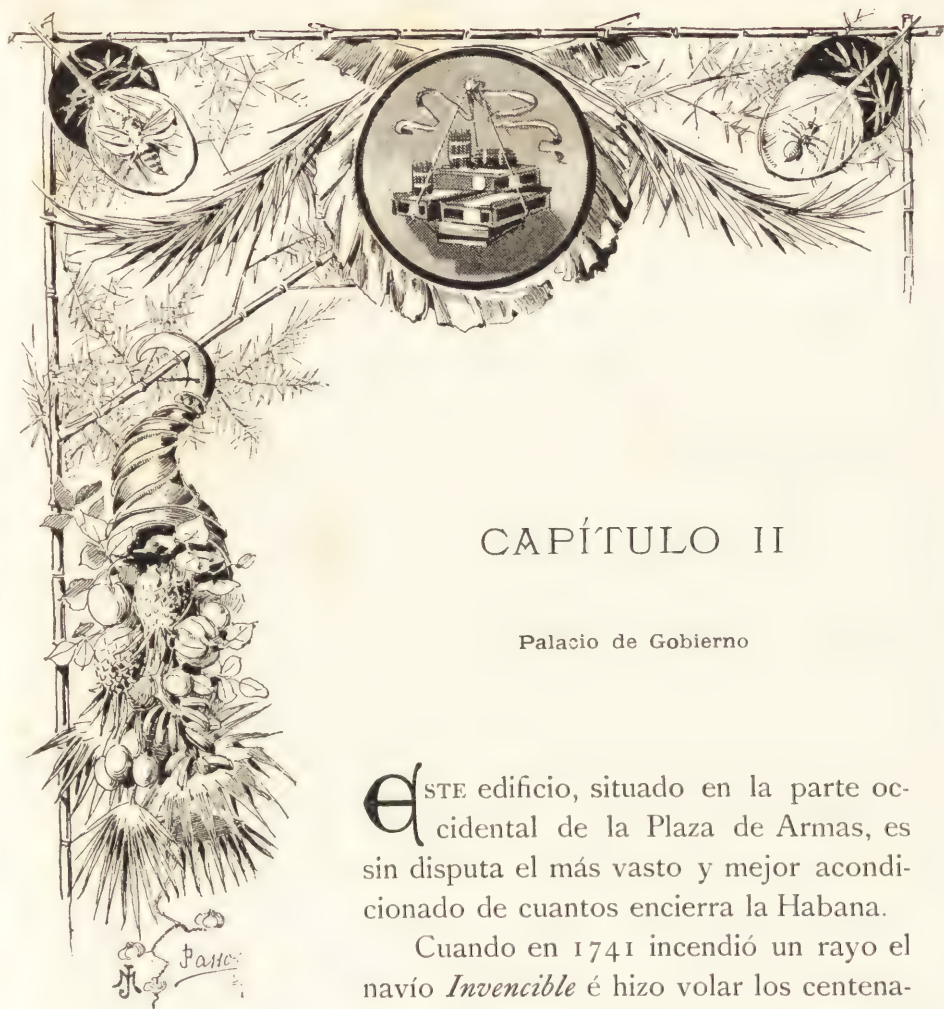 CAPÍTULO II
Palacio de Gobierno
ESTE edificio, situado en la parte oc-
cidental de la Plaza de Armas, es
sin disputa el más vasto y mejor acondi-
cionado de cuantos encierra la Habana.
Cuando en 1741 incendió un rayo el
navío Invencible é hizo volar los centena-